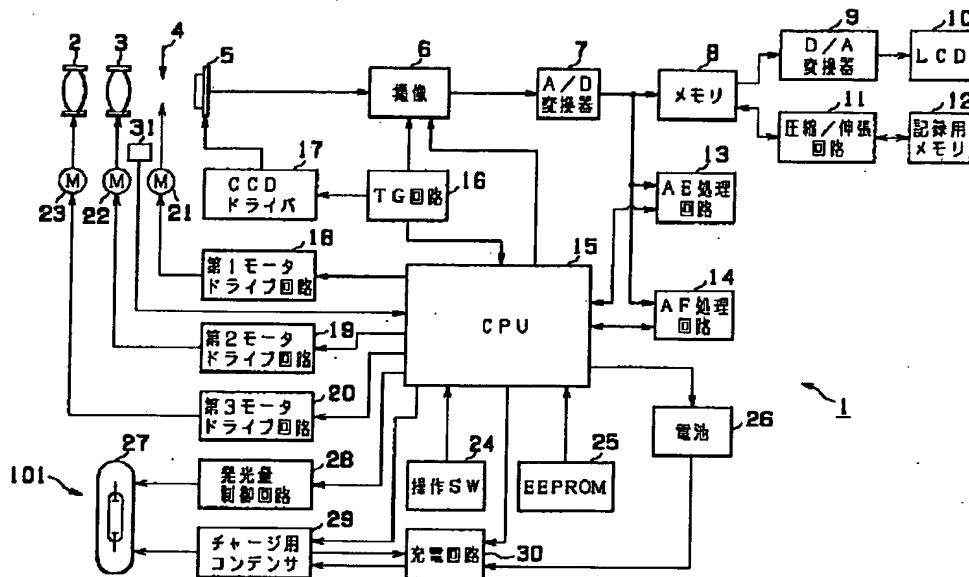 2
3
4
5
6
撮像
7
A/D
変換器
8
メモリ
9
D/A
変換器
10
LCD
11
圧縮/伸張
回路
12
記録用
メモリ
13
AE処理
回路
14
AF処理
回路
15
CPU
16
TG回路
17
CCD
ドライバ
31
M
23
M
22
M
21
18
第1モータ
ドライブ回路
19
第2モータ
ドライブ回路
20
第3モータ
ドライブ回路
1
24
操作SW
25
EEPROM
26
電池
27
101
28
発光量
制御回路
29
チャージ用
コンデンサ
30
充電回路